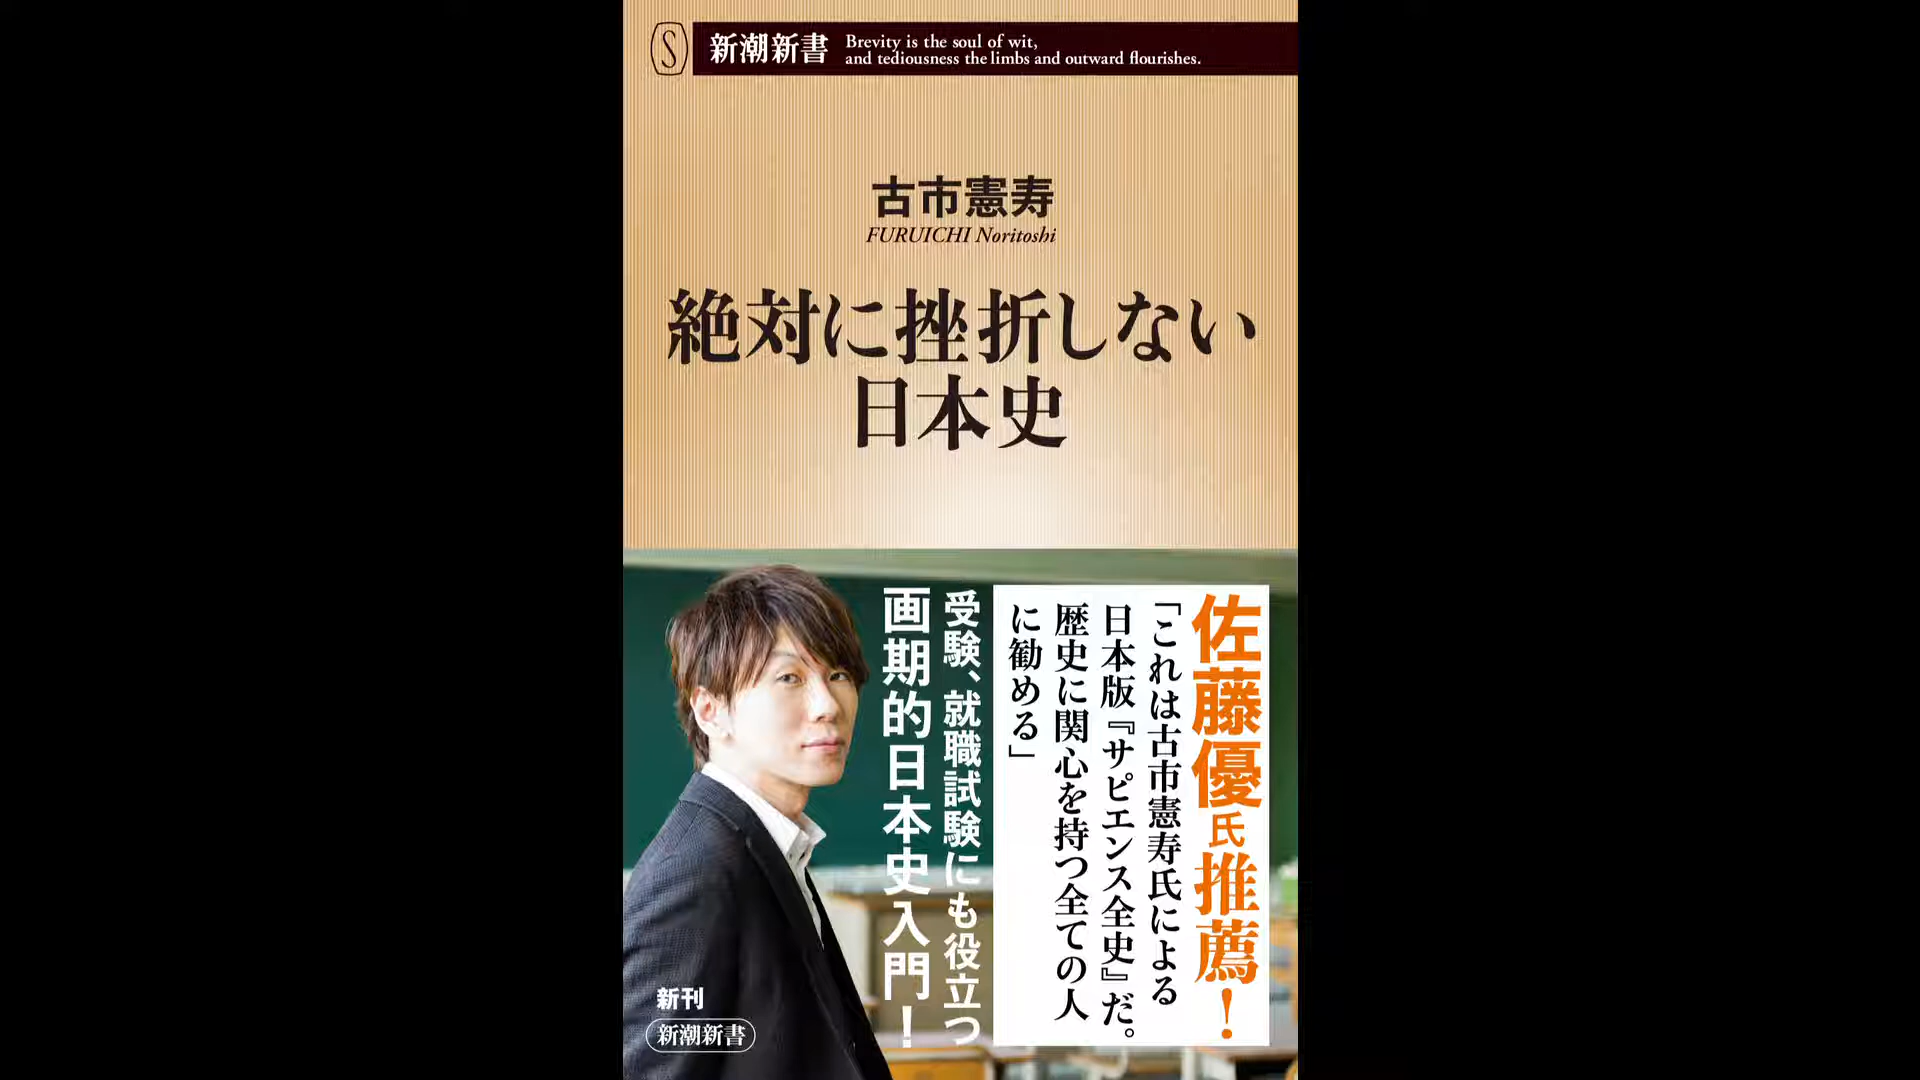 S
新潮新書
Brevity is the soul of wit,
and tediousness the limbs and outward flourishes.
古市憲寿
FURUICHI Noritoshi
絶対に挫折しない
日本史
佐藤優氏推薦!
「これは古市憲寿氏による
日本版『サピエンス全史』だ。
歴史に関心を持つ全ての人
に勧める」
受験、就職試験にも役立つ
画期的日本史入門!
新刊
新潮新書